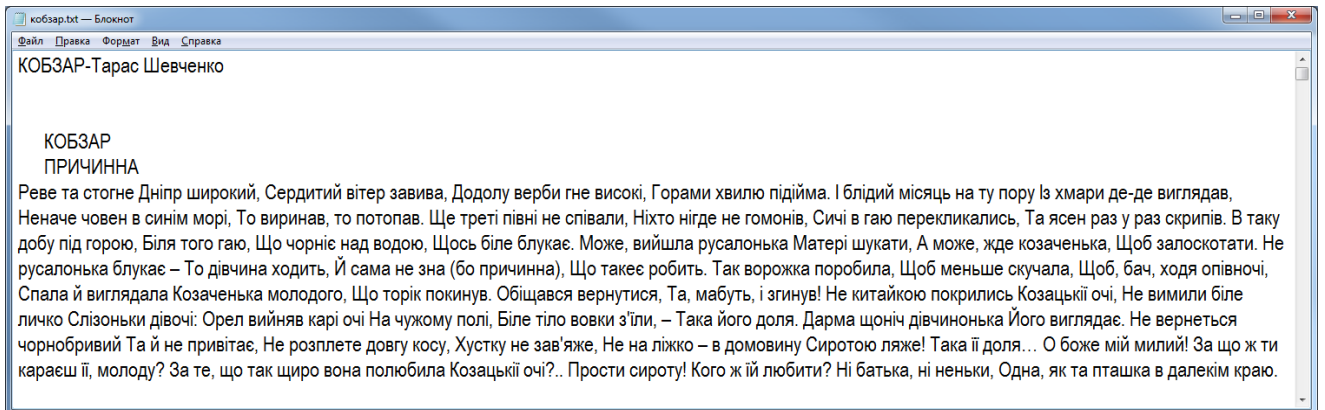 кобзар.txt — Блокнот
Файл Правка Формат Вид Справка
КОБЗАР-Тарас Шевченко
КОБЗАР
ПРИЧИННА
Реве та стогне Дніпр широкий, Сердитий вітер завива, Додолу верби гне високі, Горами хвилю підійма. І блідий місяць на ту пору Із хмари де-де виглядав,
Неначе човен в синім морі, То виринав, то потопав. Ще треті півні не співали, Ніхто нігде не гомонів, Сичі в гаю перекликались, Та ясен раз у раз скрипів. В таку
добу під горою, Біля того гаю, Що чорніє над водою, Щось біле блукає. Може, вийшла русалонька Матері шукати, А може, жде козаченька, Щоб залоскотати. Не
русалонька блукає – То дівчина ходить, Й сама не зна (бо причинна), Що такеє робить. Так ворожка поробила, Щоб меньше скучала, Щоб, бач, ходя опівночі,
Спала й виглядала Козаченька молодого, Що торік покинув. Обіщався вернутися, Та, мабуть, і згинув! Не китайкою покрились Козацькії очі, Не вимили біле
личко Слізоньки дівочі: Орел вийняв карі очі На чужому полі, Біле тіло вовки з'їли, – Така його доля. Дарма щоніч дівчинонька Його виглядає. Не вернеться
чорнобривий Та й не привітає, Не розплете довгу косу, Хустку не зав'яже, Не на ліжко – в домовину Сиротою ляже! Така її доля… О боже мій милий! За що ж ти
караєш її, молоду? За те, що так щиро вона полюбила Козацькії очі?.. Прости сироту! Кого ж їй любити? Ні батька, ні неньки, Одна, як та пташка в далекім краю.